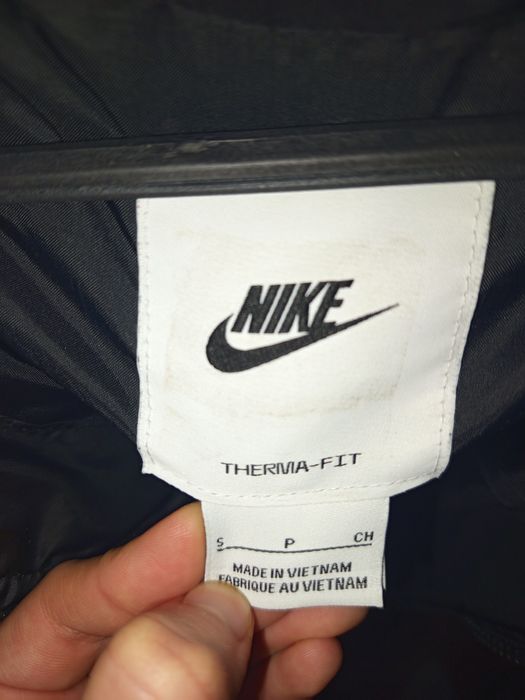 NIKE
THERMA-FIT
S P CH
MADE IN VIETNAM
FABRIQUE AU VIETNAM